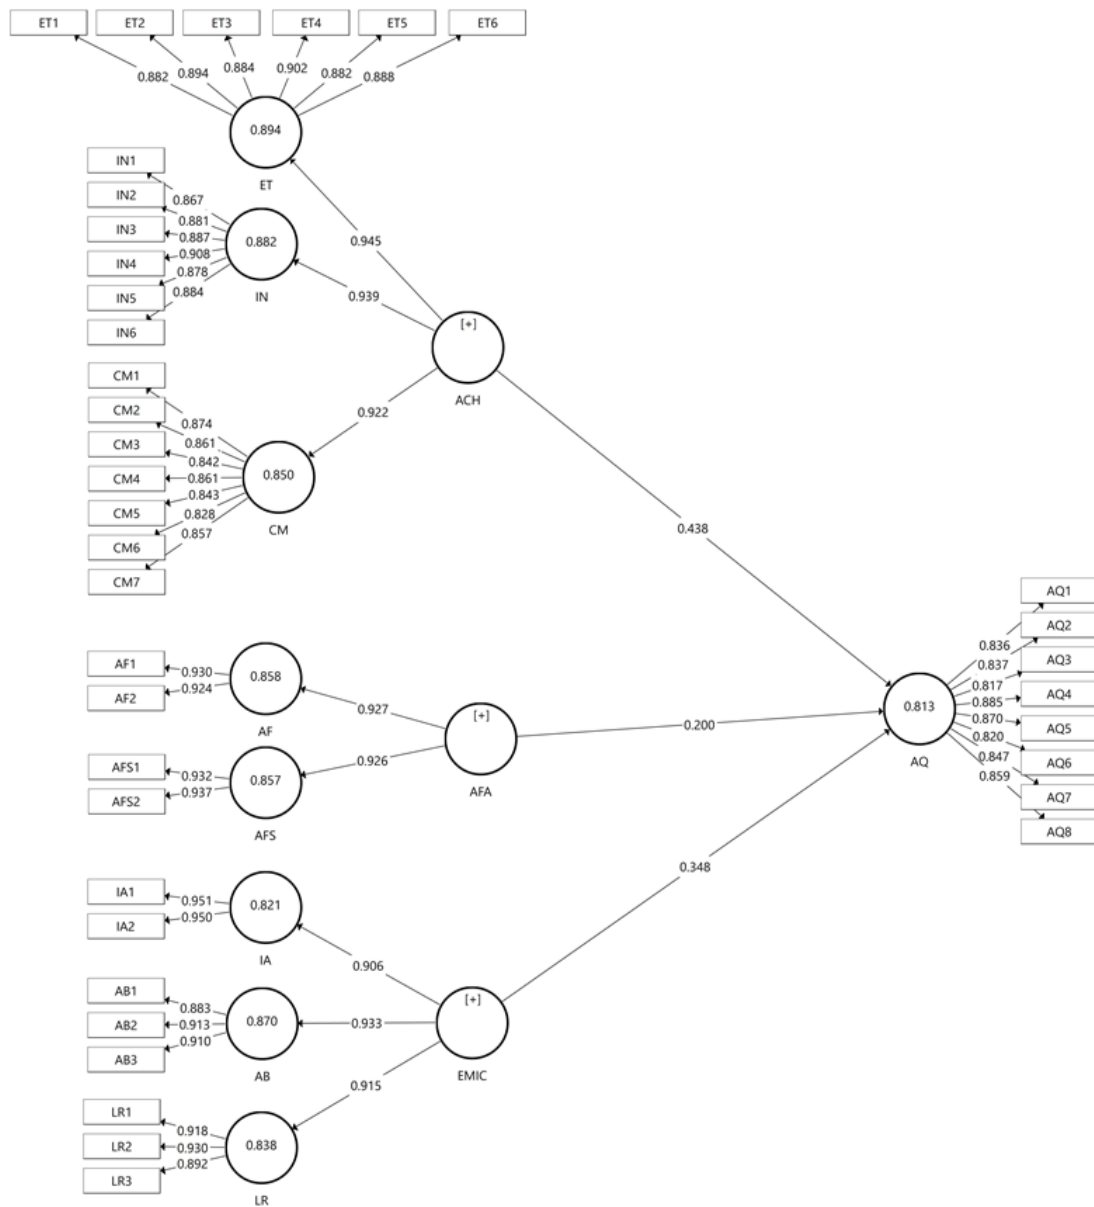 ET1 ET2 ET3 ET4 ET5 ET6
0.882 0.894 0.884 0.902 0.882 0.888
0.894
ET
IN1
IN2
IN3
IN4
IN5
IN6
0.867
0.881
0.887
0.908
0.878
0.884
0.882
IN
0.945
0.939
[+]
ACH
0.922
CM1
CM2
CM3
CM4
CM5
CM6
CM7
0.874
0.861
0.842
0.861
0.843
0.828
0.857
0.850
CM
0.438
AF1
AF2
0.930
0.924
0.858
AF
0.927
AFS1
AFS2
0.932
0.937
0.857
AFS
0.926
[+]
AFA
0.200
IA1
IA2
0.951
0.950
0.821
IA
0.906
AB1
AB2
AB3
0.883
0.913
0.910
0.870
AB
0.933
[+]
EMIC
0.348
LR1
LR2
LR3
0.918
0.930
0.892
0.838
LR
0.915
0.813
AQ
0.836
0.837
0.817
0.885
0.870
0.820
0.847
0.859
AQ1
AQ2
AQ3
AQ4
AQ5
AQ6
AQ7
AQ8